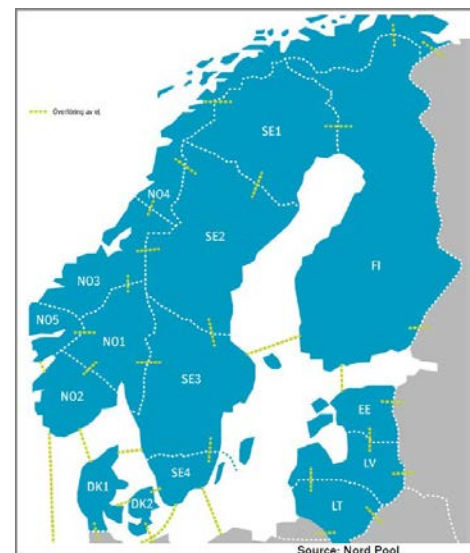 Överföring av el
SE1
NO4
SE2
FI
NO3
NO5
NO1
SE3
NO2
EE
LV
SE4
DK1
DK2
LT
Source: Nord Pool